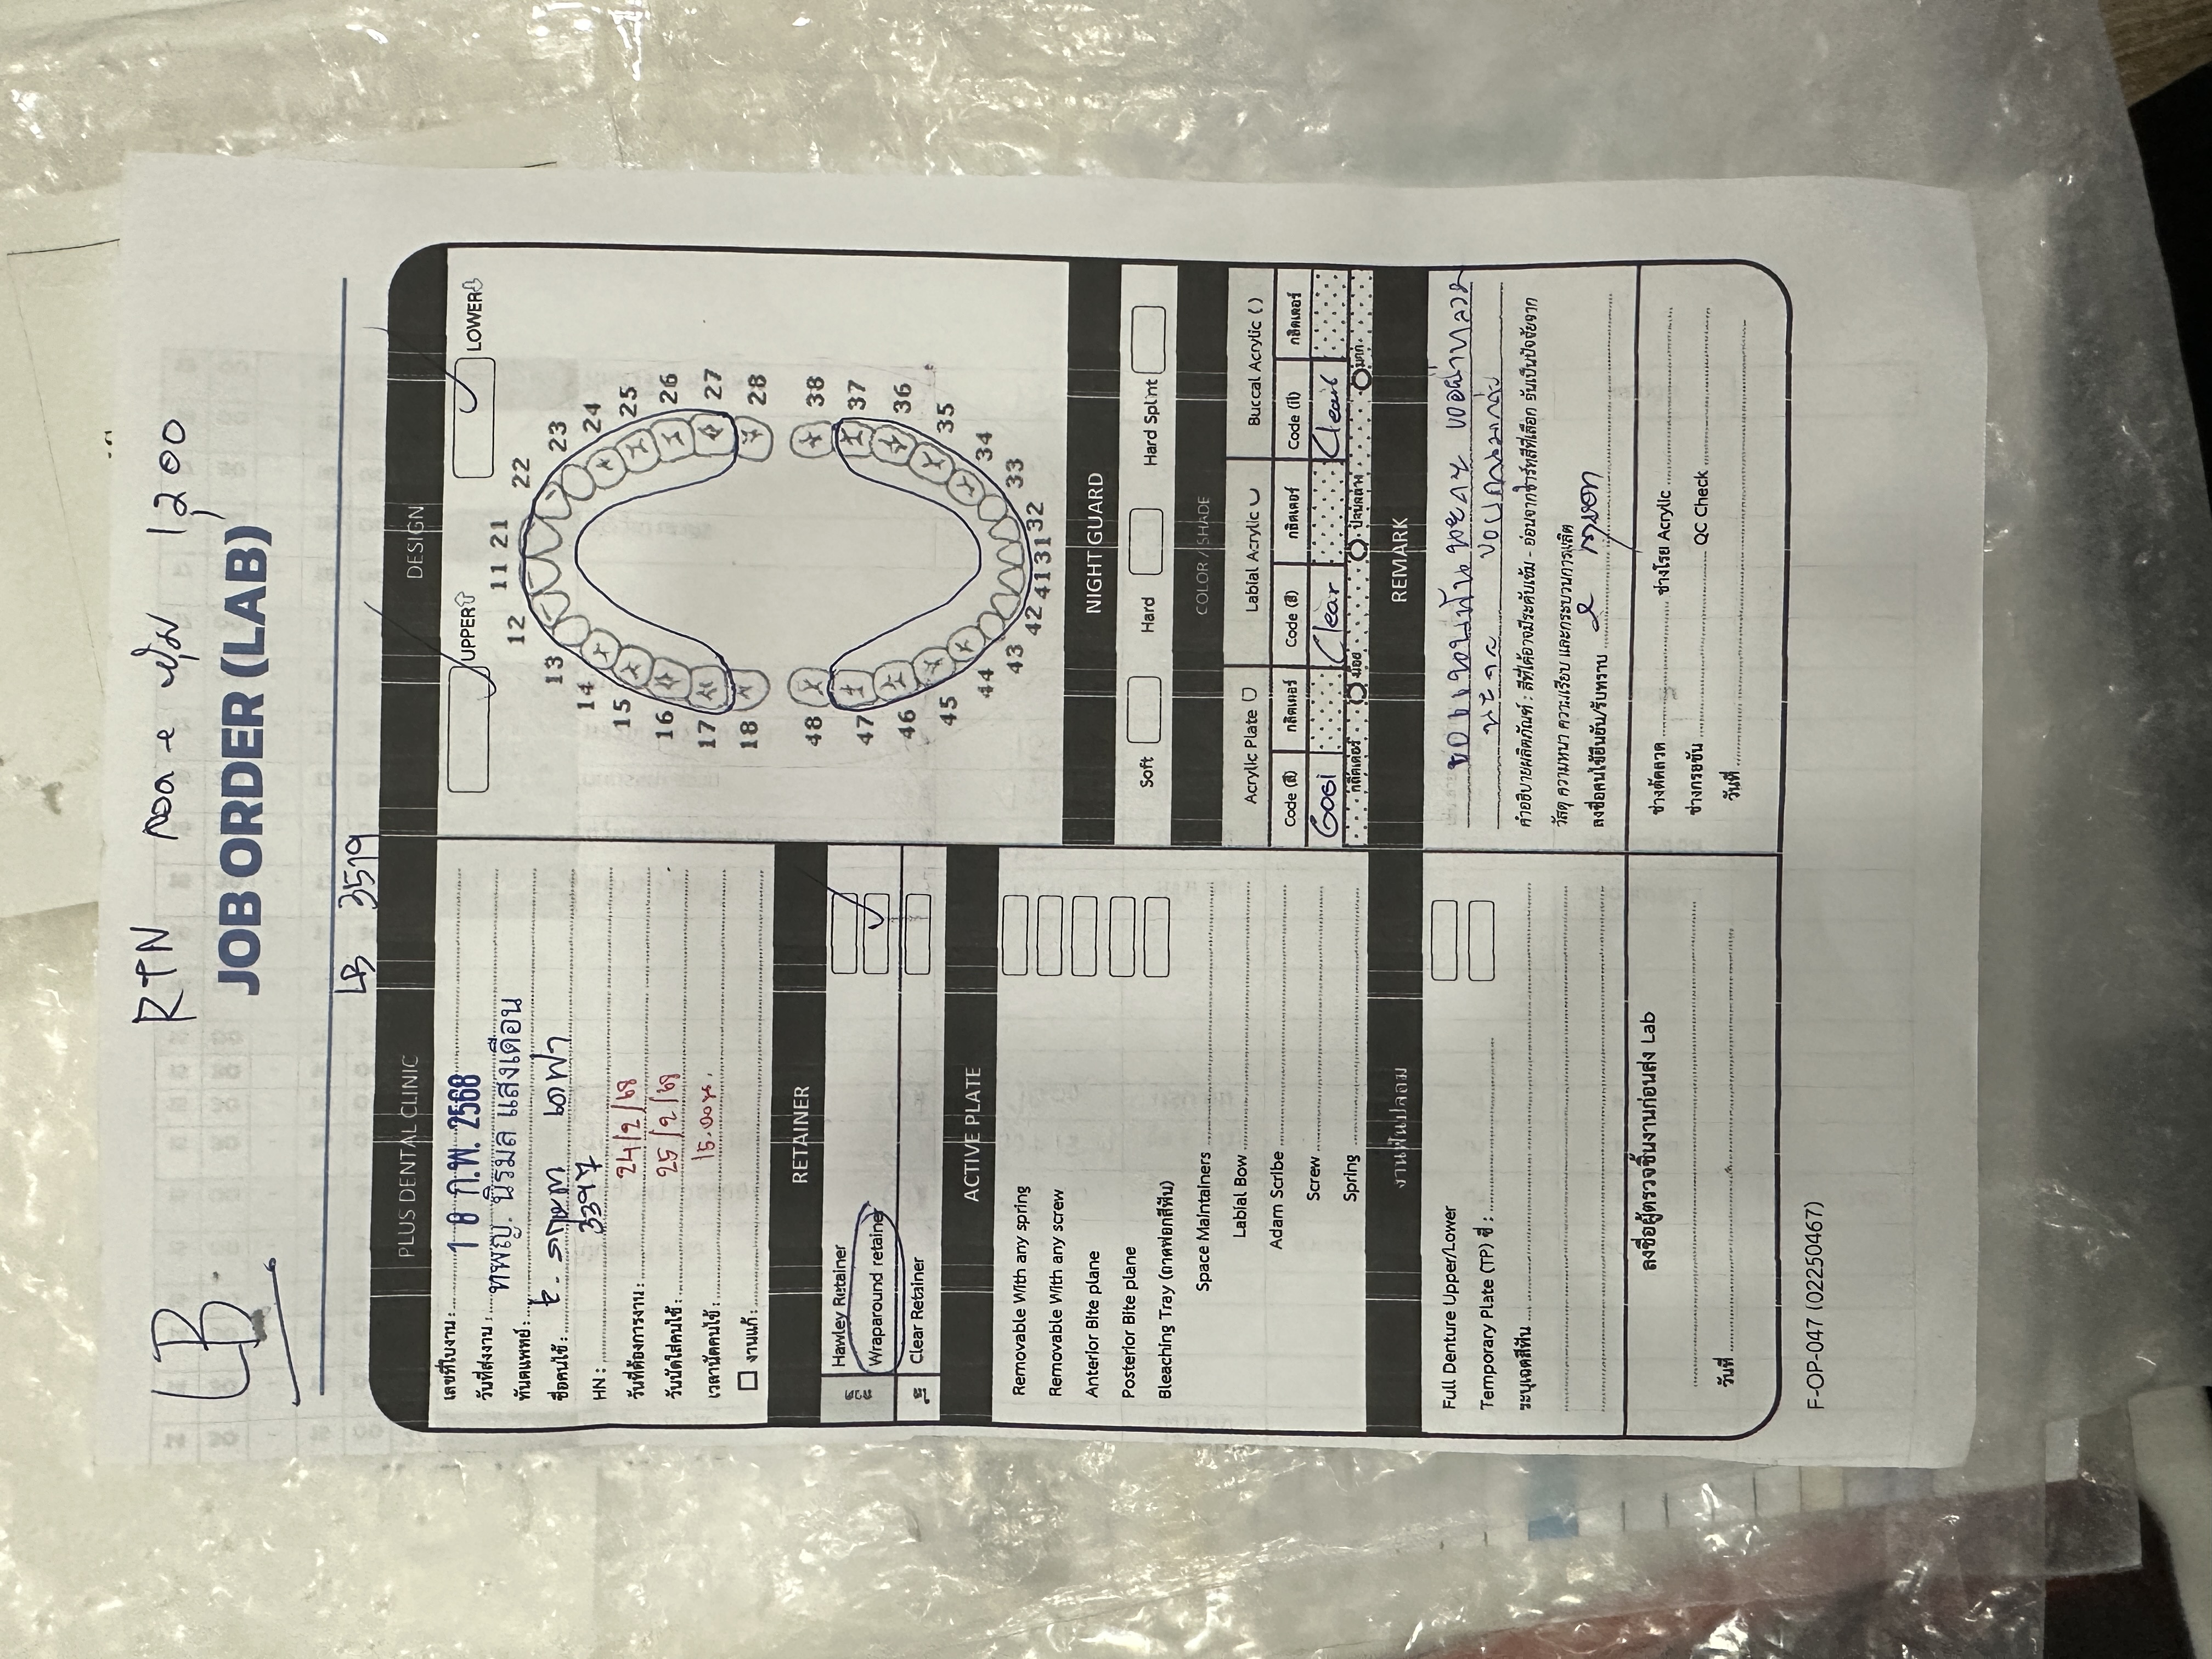 LB
RTN ลวด e หุ้ม 1,200
JOB ORDER (LAB)
LB 3519
PLUS DENTAL CLINIC
เลขที่ใบงาน :
วันที่ส่งงาน : 18 ก.พ. 2568
ทันตแพทย์ : ทพญ. นิรมล แสงเดือน
ชื่อคนไข้ :
HN : 3397
วันที่ต้องการงาน : 24/2/68
วันนัดใส่คนไข้ : 25/2/68
เวลานัดคนไข้ : 15.00น.
งานแก้ :
DESIGN
UPPER
LOWER
11 21
12 22
13 23
14 24
15 25
16 26
17 27
18 28
48 38
47 37
46 36
45 35
44 34
43 33
42 41 31 32
RETAINER
ลวด
Hawley Retainer
Wraparound retainer
ใส
Clear Retainer
ACTIVE PLATE
Removable With any spring
Removable With any screw
Anterior Bite plane
Posterior Bite plane
Bleaching Tray (ถาดฟอกสีฟัน)
Space Maintainers
Labial Bow
Adam Scribe
Screw
Spring
NIGHT GUARD
Soft
Hard
Hard Splint
COLOR / SHADE
Acrylic Plate
Labial Acrylic
Buccal Acrylic ( )
Code (สี) กลิตเตอร์ Code (สี) กลิตเตอร์ Code (สี) กลิตเตอร์
G061 Clear Clear
กลิตเตอร์ น้อย ปานกลาง มาก
งานฟันปลอม
Full Denture Upper/Lower
Temporary Plate (TP) ซี่ :
ระบุเฉดสีฟัน
REMARK
คำอธิบายผลิตภัณฑ์ : สีที่ได้อาจมีระดับเข้ม - อ่อนจากชาร์ทสีที่เลือก อันเป็นปัจจัยจาก
วัสดุ ความหนา ความเรียบ และกระบวนการผลิต
ลงชื่อคนไข้ยืนยัน/รับทราบ
ลงชื่อผู้ตรวจชิ้นงานก่อนส่ง Lab
วันที่
ช่างดัดลวด ช่างโรย Acrylic
ช่างกรอขัน QC Check
วันที่
F-OP-047 (02250467)